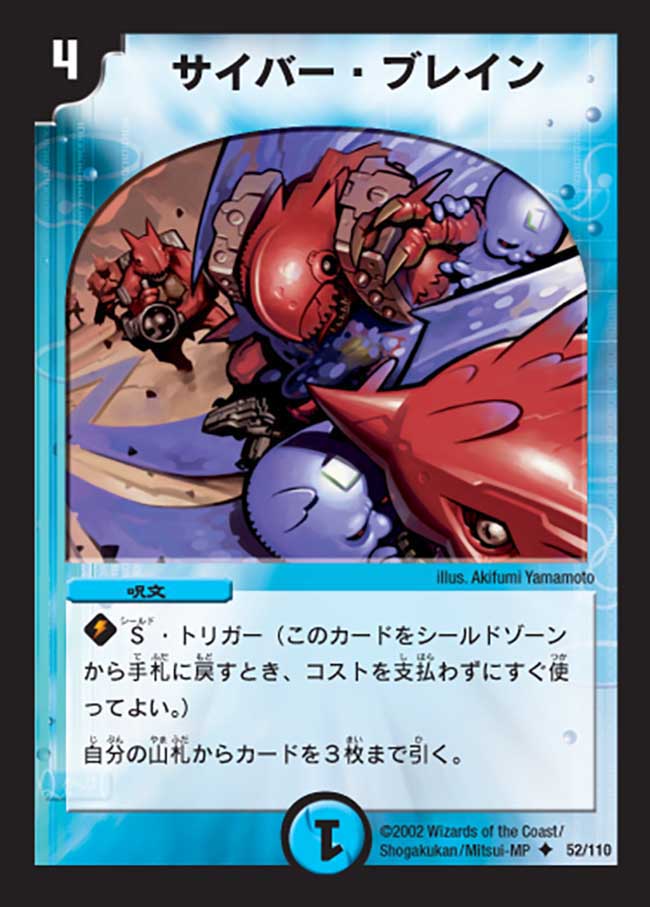 4
サイバー・ブレイン
illus. Akifumi Yamamoto
呪文
S・トリガー（このカードをシールドゾーン
から手札に戻すとき、コストを支払わずにすぐ使
ってよい。）
自分の山札からカードを３枚まで引く。
1
©2002 Wizards of the Coast/
Shogakukan/Mitsui-MP 52/110